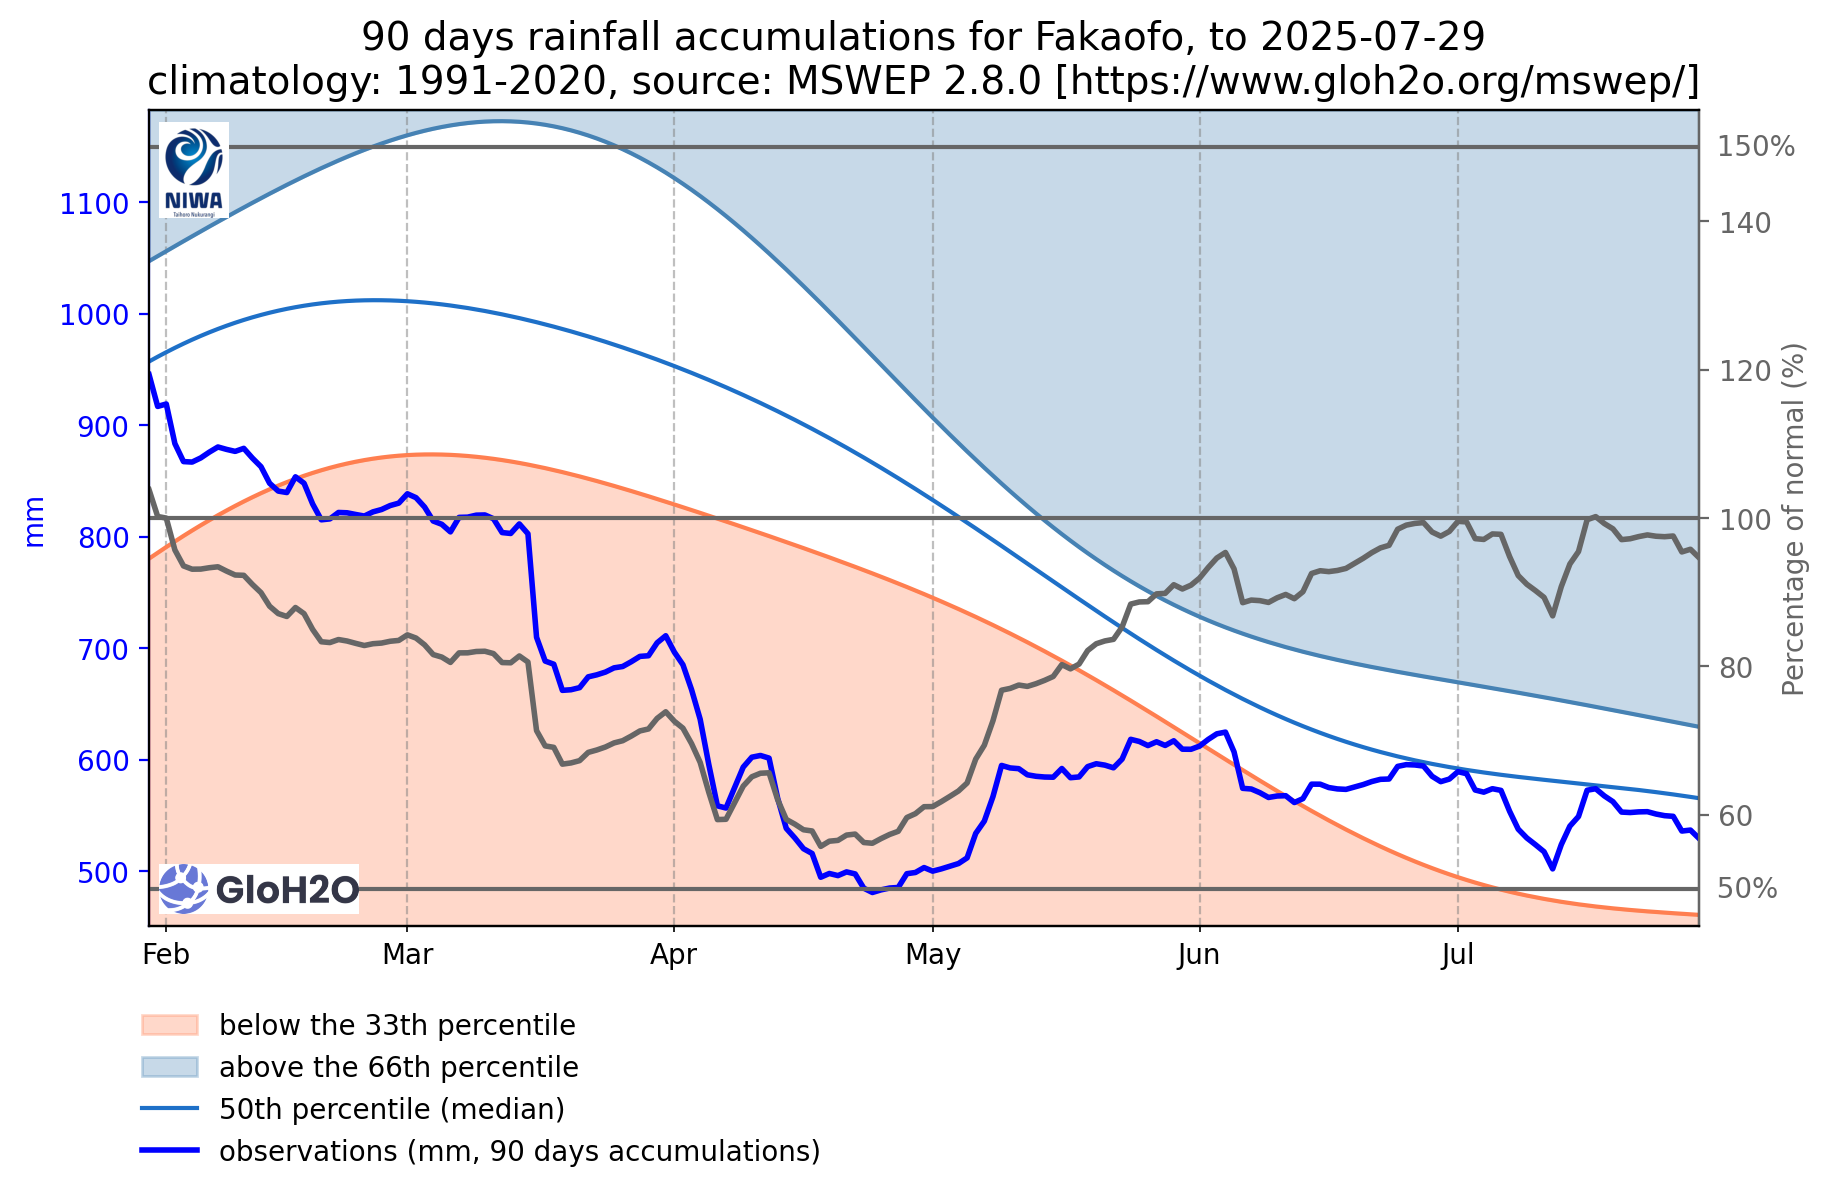 90 days rainfall accumulations for Fakaofo, to 2025-07-29
climatology: 1991-2020, source: MSWEP 2.8.0 [https://www.gloh2o.org/mswep/]
NIWA
Taihoro Nukurangi
1100
1000
900
800
700
600
500
mm
150%
140
120
100
80
60
50%
Percentage of normal (%)
GloH2O
Feb
Mar
Apr
May
Jun
Jul
below the 33th percentile
above the 66th percentile
50th percentile (median)
observations (mm, 90 days accumulations)